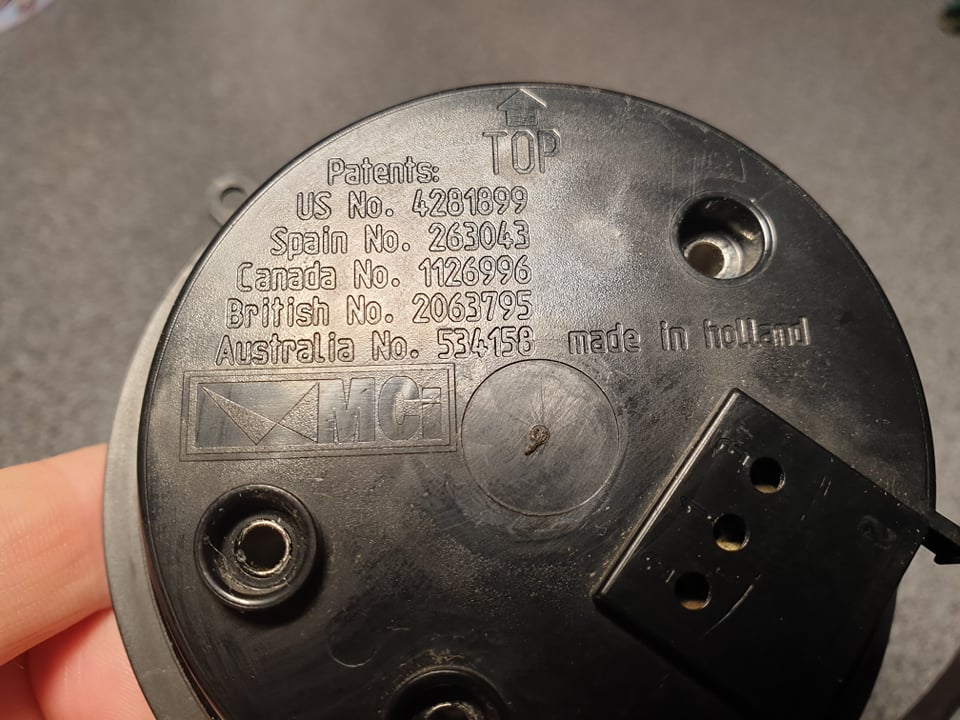 TOP
Patents:
US No. 4281899
Spain No. 263043
Canada No. 1126996
British No. 2063795
Australia No. 534158 made in holland
MCi